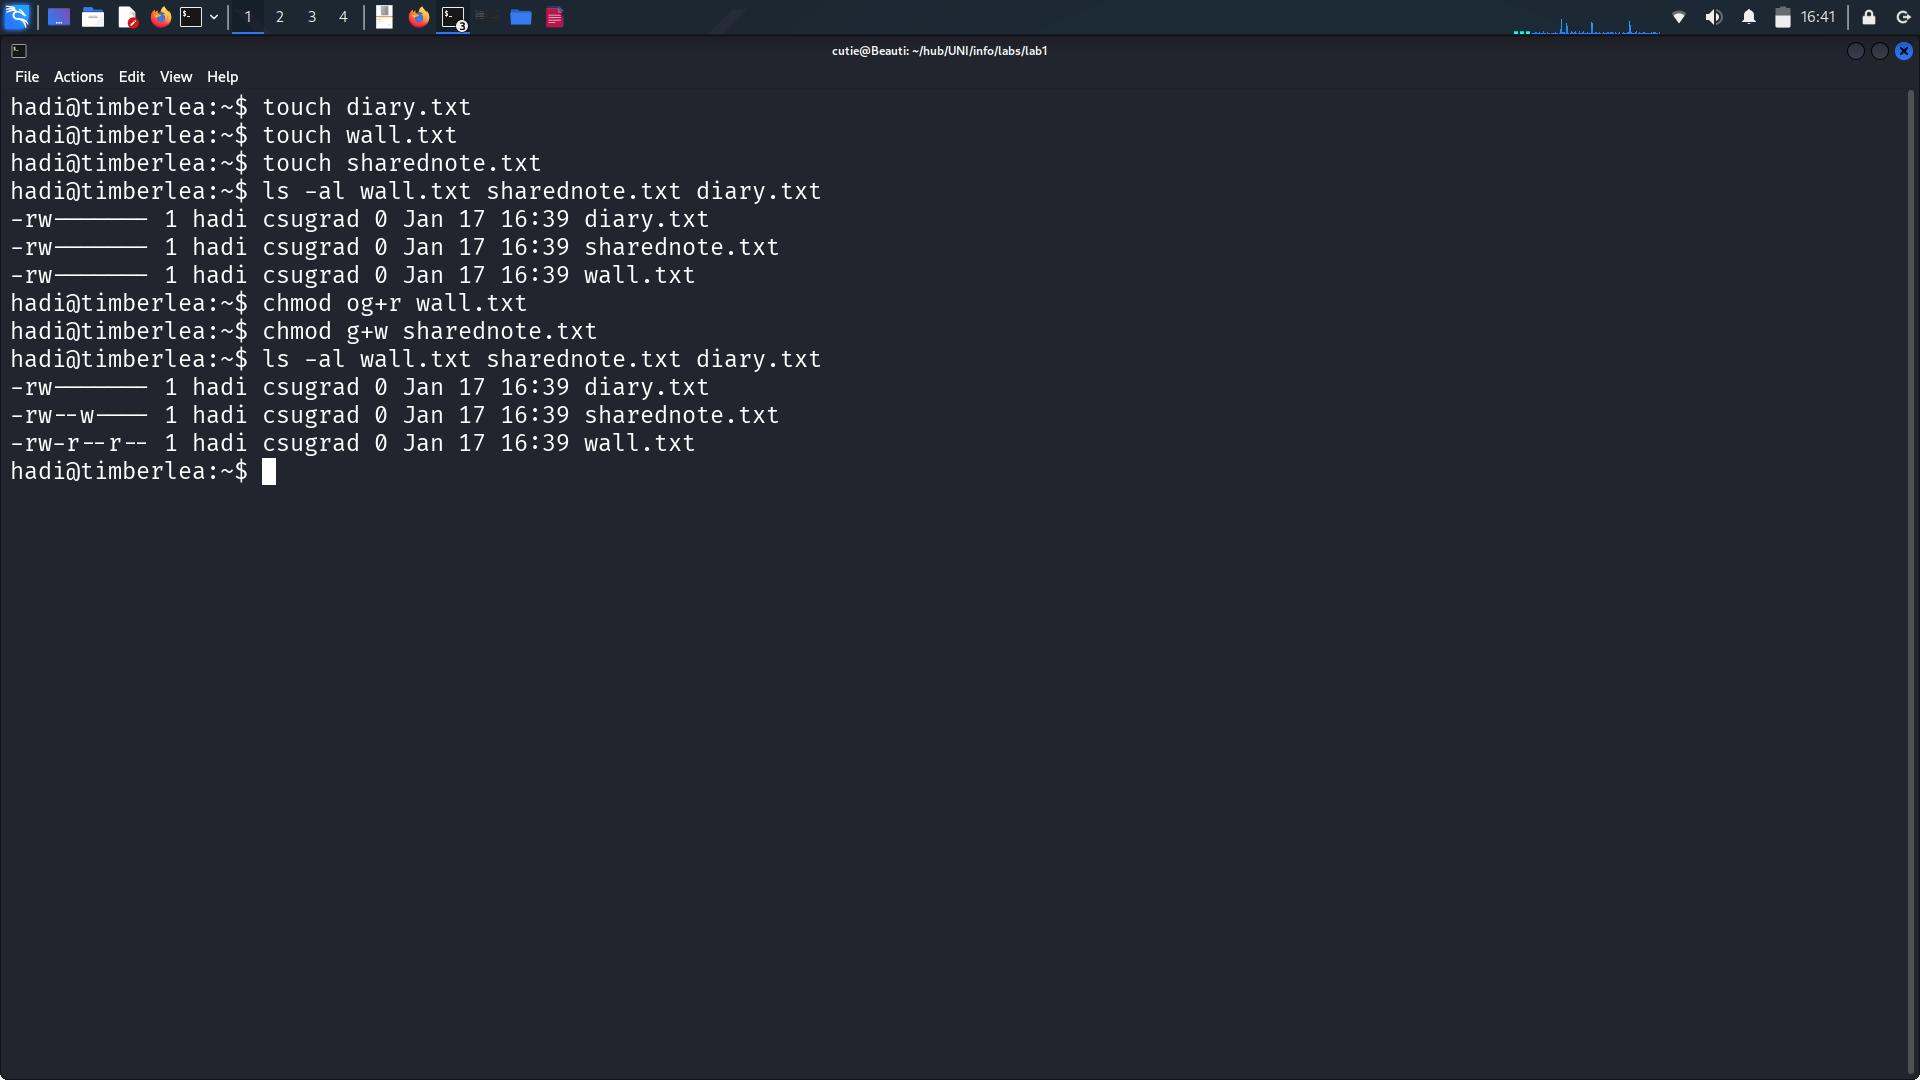 1 2 3 4 3 16:41
cutie@Beauti: ~/hub/UNI/info/labs/lab1
File Actions Edit View Help
hadi@timberlea:~$ touch diary.txt
hadi@timberlea:~$ touch wall.txt
hadi@timberlea:~$ touch sharednote.txt
hadi@timberlea:~$ ls -al wall.txt sharednote.txt diary.txt
-rw------- 1 hadi csugrad 0 Jan 17 16:39 diary.txt
-rw------- 1 hadi csugrad 0 Jan 17 16:39 sharednote.txt
-rw------- 1 hadi csugrad 0 Jan 17 16:39 wall.txt
hadi@timberlea:~$ chmod og+r wall.txt
hadi@timberlea:~$ chmod g+w sharednote.txt
hadi@timberlea:~$ ls -al wall.txt sharednote.txt diary.txt
-rw------- 1 hadi csugrad 0 Jan 17 16:39 diary.txt
-rw--w---- 1 hadi csugrad 0 Jan 17 16:39 sharednote.txt
-rw-r--r-- 1 hadi csugrad 0 Jan 17 16:39 wall.txt
hadi@timberlea:~$